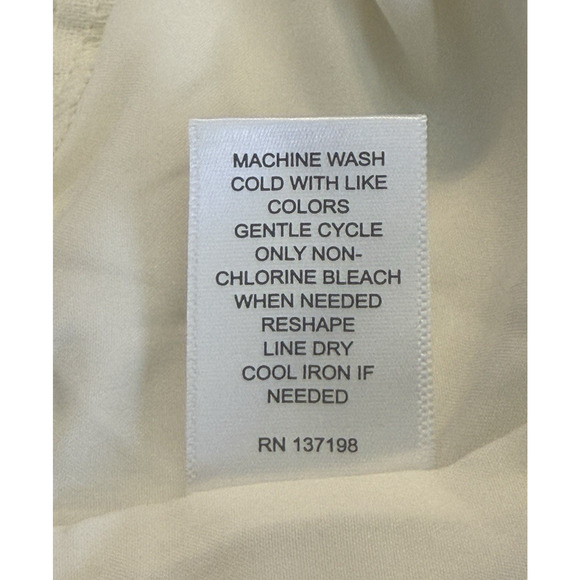 MACHINE WASH
COLD WITH LIKE
COLORS
GENTLE CYCLE
ONLY NON-
CHLORINE BLEACH
WHEN NEEDED
RESHAPE
LINE DRY
COOL IRON IF
NEEDED
RN 137198